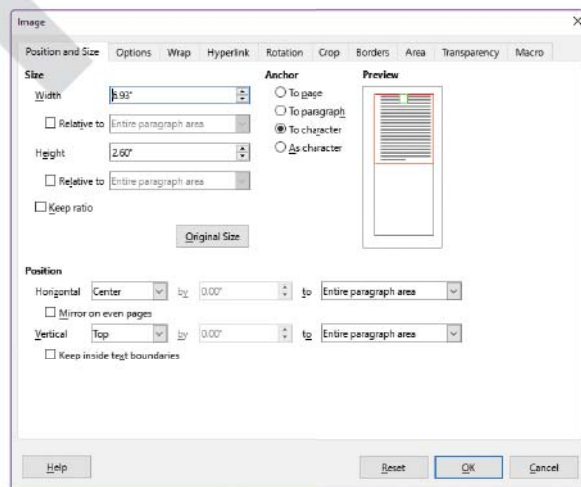 Image
Position and Size Options Wrap Hyperlink Rotation Crop Borders Area Transparency Macro
Size Anchor Preview
Width 6.93" To page
Relative to Entire paragraph area To paragraph
To character
Height 2.60" As character
Relative to Entire paragraph area
Keep ratio
Original Size
Position
Horizontal Center by 0.00" to Entire paragraph area
Mirror on even pages
Vertical Top by 0.00" to Entire paragraph area
Keep inside text boundaries
Help Reset OK Cancel